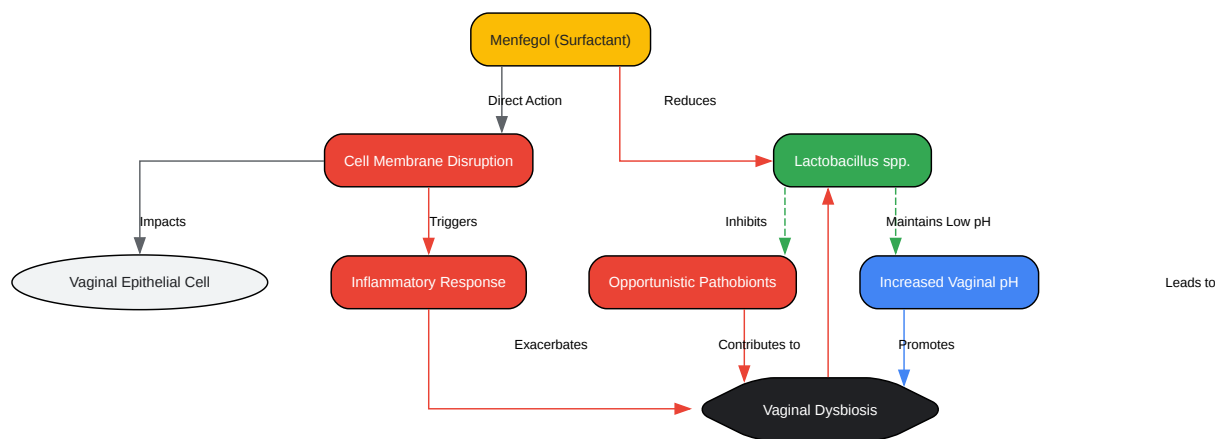 Menfegol (Surfactant)
Direct Action
Reduces
Cell Membrane Disruption
Lactobacillus spp.
Impacts
Triggers
Inhibits
Maintains Low pH
Vaginal Epithelial Cell
Inflammatory Response
Opportunistic Pathobionts
Increased Vaginal pH
Leads to
Exacerbates
Contributes to
Promotes
Vaginal Dysbiosis